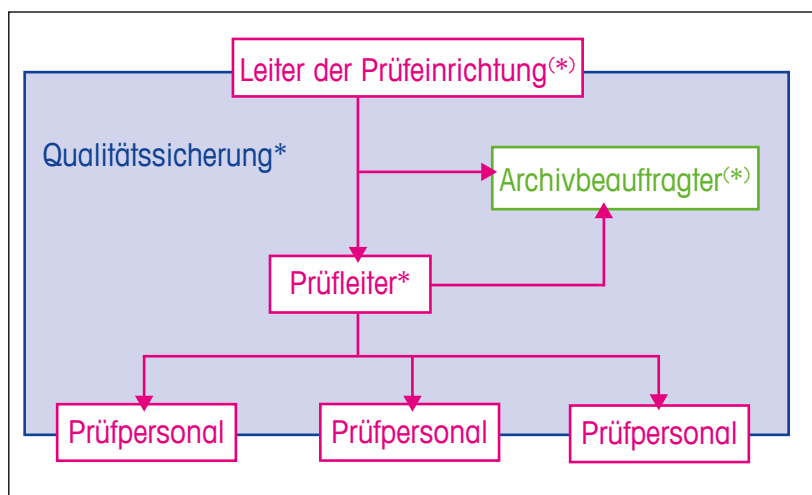 Leiter der Prüfeinrichtung(*)
Qualitätssicherung*
Archivbeauftragter(*)
Prüfleiter*
Prüfpersonal
Prüfpersonal
Prüfpersonal